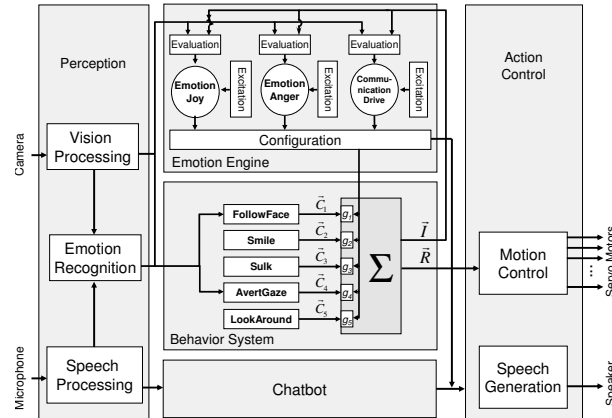 Perception
Camera
Vision
Processing
Emotion
Recognition
Microphone
Speech
Processing
Evaluation
Evaluation
Evaluation
Emotion
Joy
Excitation
Emotion
Anger
Excitation
Commu-
nication
Drive
Excitation
Configuration
Emotion Engine
FollowFace
Smile
Sulk
AvertGaze
LookAround
C⃗1
C⃗2
C⃗3
C⃗4
C⃗5
g1
g2
g3
g4
g5
Σ
I⃗
R⃗
Behavior System
Chatbot
Action
Control
Motion
Control
Servo Motors
...
Speech
Generation
Speaker